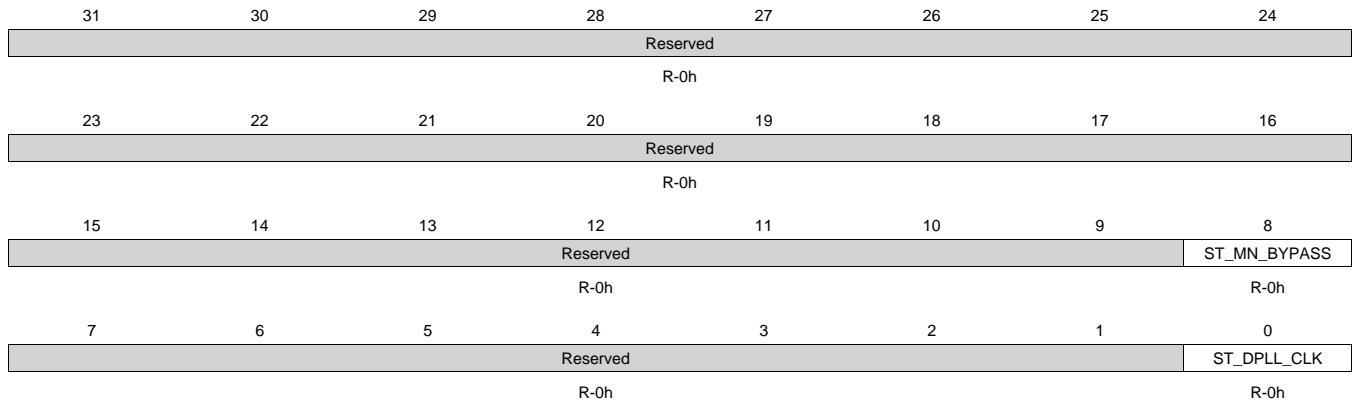 31 30 29 28 27 26 25 24
Reserved
R-0h
23 22 21 20 19 18 17 16
Reserved
R-0h
15 14 13 12 11 10 9 8
Reserved ST_MN_BYPASS
R-0h R-0h
7 6 5 4 3 2 1 0
Reserved ST_DPLL_CLK
R-0h R-0h